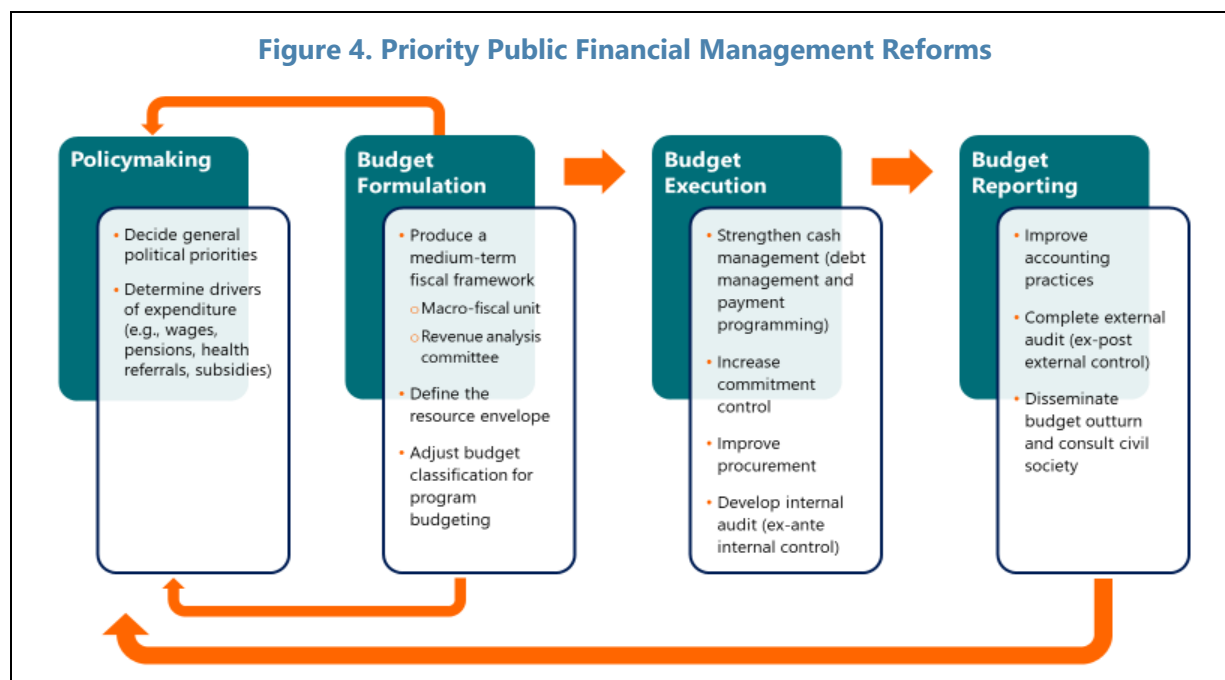 Figure 4. Priority Public Financial Management Reforms
Policymaking
• Decide general
political priorities
• Determine drivers
of expenditure
(e.g., wages,
pensions, health
referrals, subsidies)
Budget
Formulation
• Produce a
medium-term
fiscal framework
o Macro-fiscal unit
o Revenue analysis
committee
• Define the
resource envelope
• Adjust budget
classification for
program
budgeting
Budget
Execution
• Strengthen cash
management (debt
management and
payment
programming)
• Increase
commitment
control
• Improve
procurement
• Develop internal
audit (ex-ante
internal control)
Budget
Reporting
• Improve
accounting
practices
• Complete external
audit (ex-post
external control)
• Disseminate
budget outturn
and consult civil
society